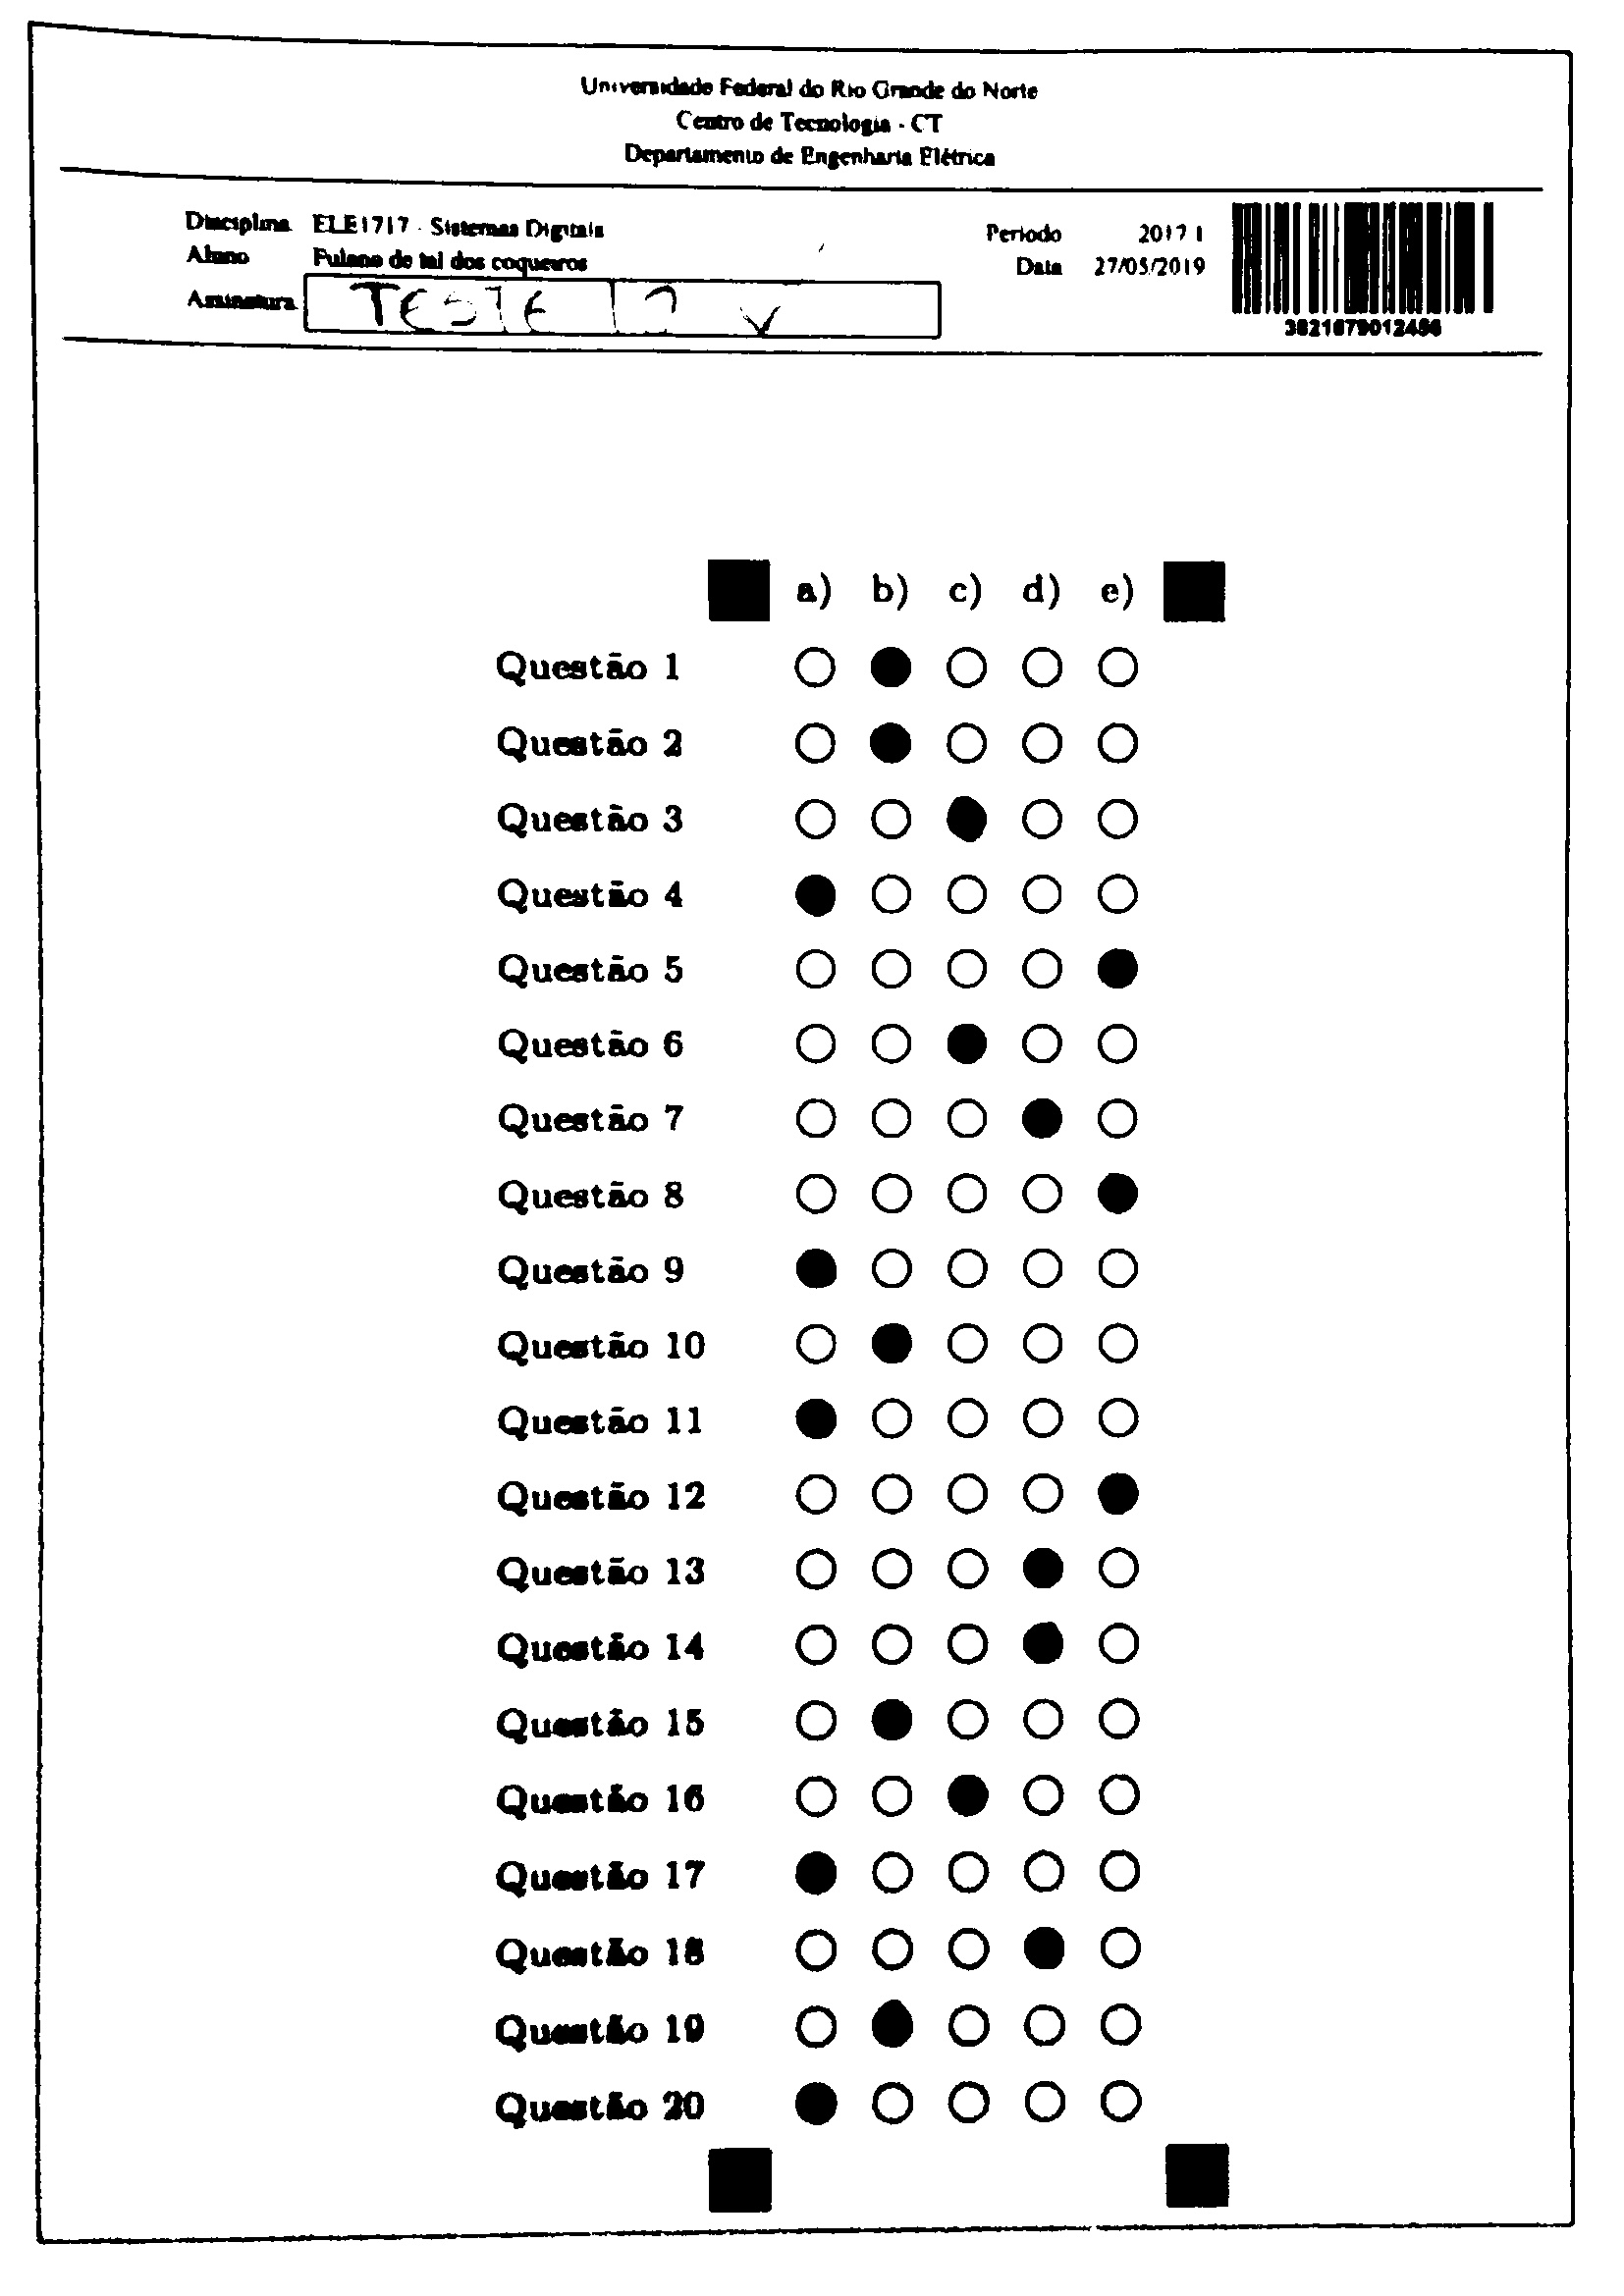 Universidade Federal do Rio Grande do Norte
Centro de Tecnologia - CT
Departamento de Engenharia Elétrica
Disciplina ELE1717 - Sistemas Digitais Período 2017 1
Aluno Fulano de tal dos coqueiros Data 27/05/2019
Assinatura TESTE
3821679012456
a) b) c) d) e)
Questão 1
Questão 2
Questão 3
Questão 4
Questão 5
Questão 6
Questão 7
Questão 8
Questão 9
Questão 10
Questão 11
Questão 12
Questão 13
Questão 14
Questão 15
Questão 16
Questão 17
Questão 18
Questão 19
Questão 20